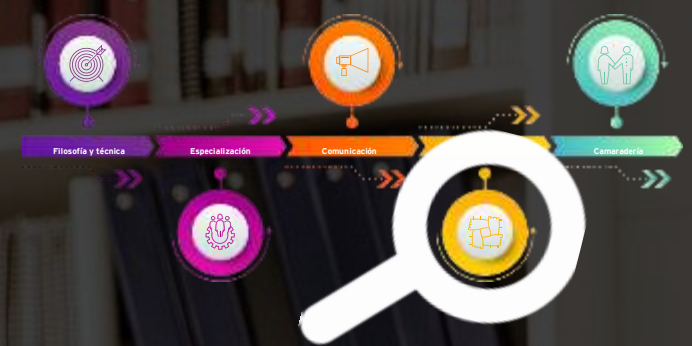 Filosofía y técnica
Especialización
Comunicación
Camaradería